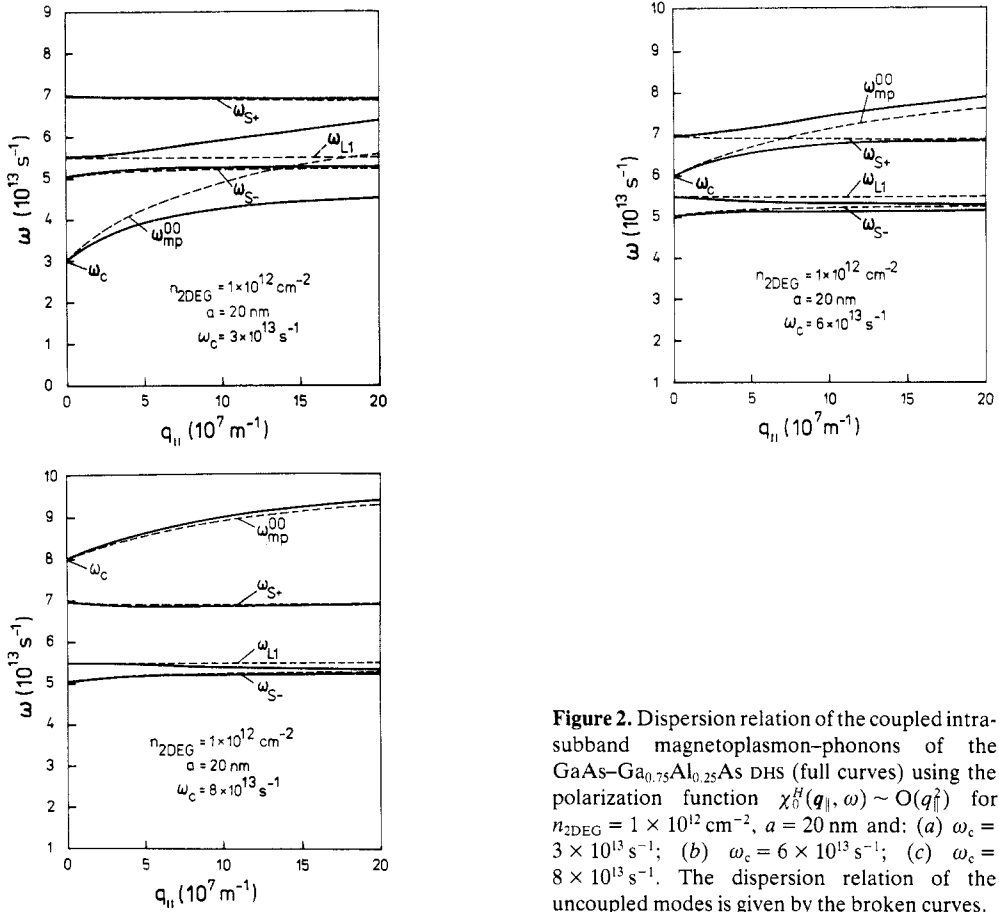 9
8
7
6
5
4
3
2
1
0
ω (10¹³ s⁻¹)
ω_S+
ω_L1
ω_S-
ω_mp^00
ω_c
n_2DEG = 1×10¹² cm⁻²
a = 20 nm
ω_c = 3×10¹³ s⁻¹
0 5 10 15 20
q_|| (10⁷ m⁻¹)
10
9
8
7
6
5
4
3
2
1
ω (10¹³ s⁻¹)
ω_mp^00
ω_S+
ω_c
ω_L1
ω_S-
n_2DEG = 1×10¹² cm⁻²
a = 20 nm
ω_c = 6×10¹³ s⁻¹
0 5 10 15 20
q_|| (10⁷ m⁻¹)
10
9
8
7
6
5
4
3
2
1
ω (10¹³ s⁻¹)
ω_mp^00
ω_c
ω_S+
ω_L1
ω_S-
n_2DEG = 1×10¹² cm⁻²
a = 20 nm
ω_c = 8×10¹³ s⁻¹
0 5 10 15 20
q_|| (10⁷ m⁻¹)
Figure 2. Dispersion relation of the coupled intra-
subband magnetoplasmon–phonons of the
GaAs–Ga₀.₇₅Al₀.₂₅As DHS (full curves) using the
polarization function χ₀^H(q_||, ω) ~ O(q_||²) for
n_2DEG = 1 × 10¹² cm⁻², a = 20 nm and: (a) ω_c =
3 × 10¹³ s⁻¹; (b) ω_c = 6 × 10¹³ s⁻¹; (c) ω_c =
8 × 10¹³ s⁻¹. The dispersion relation of the
uncoupled modes is given by the broken curves.